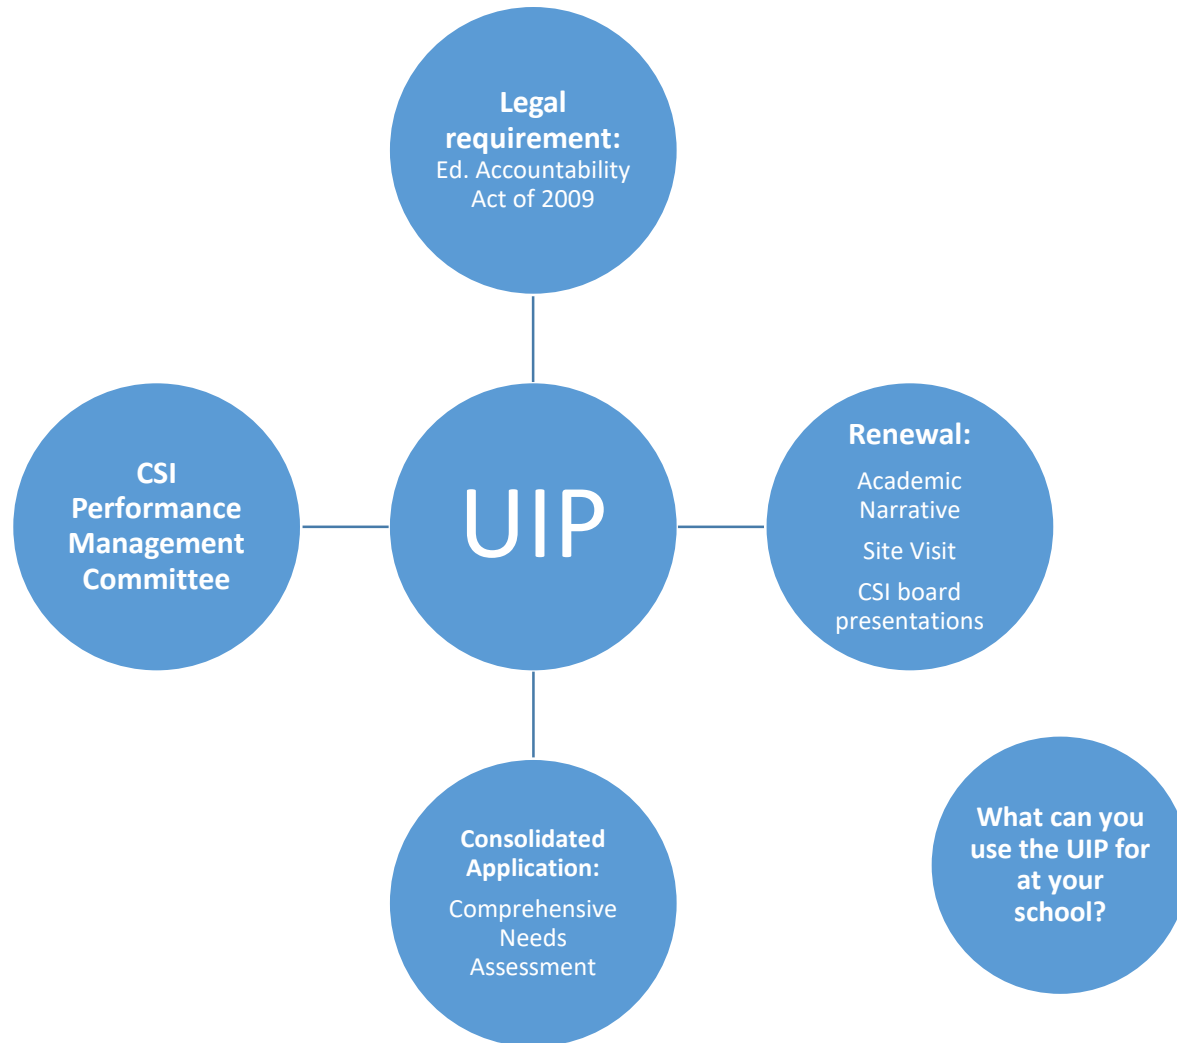 Legal
requirement:
Ed. Accountability
Act of 2009
CSI
Performance
Management
Committee
UIP
Renewal:
Academic
Narrative
Site Visit
CSI board
presentations
Consolidated
Application:
Comprehensive
Needs
Assessment
What can you
use the UIP for
at your
school?